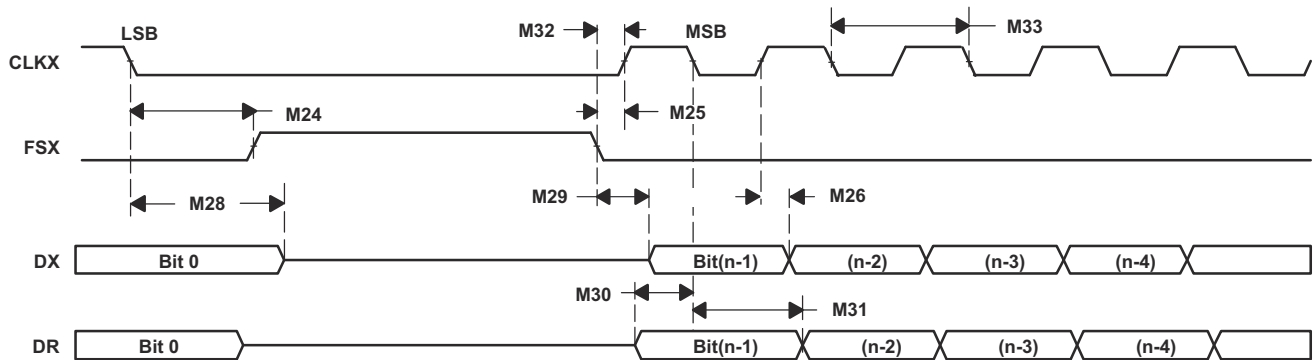 LSB M32 MSB M33
CLKX
M24 M25
FSX
M28 M29 M26
DX Bit 0 Bit(n-1) (n-2) (n-3) (n-4)
M30 M31
DR Bit 0 Bit(n-1) (n-2) (n-3) (n-4)